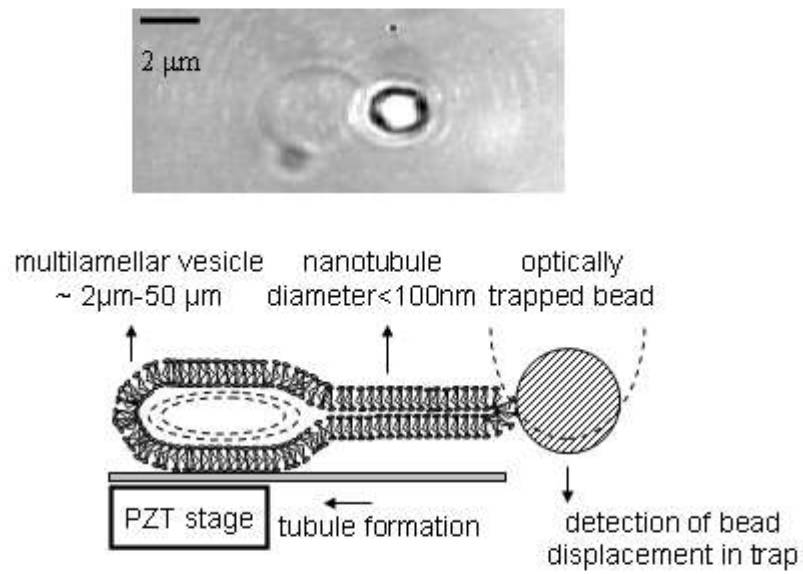 2 μm
multilamellar vesicle
~ 2μm-50 μm
nanotubule
diameter<100nm
optically
trapped bead
PZT stage
tubule formation
detection of bead
displacement in trap